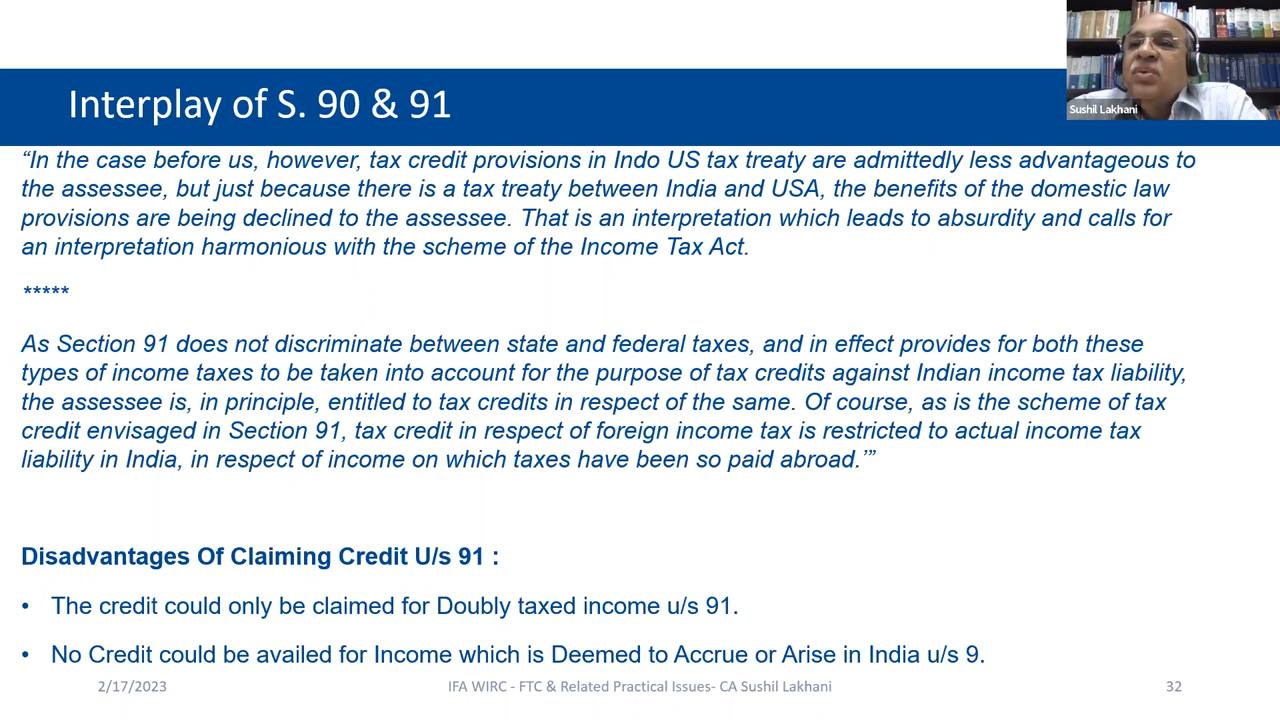 Interplay of S. 90 & 91
Sushil Lakhani
“In the case before us, however, tax credit provisions in Indo US tax treaty are admittedly less advantageous to
the assessee, but just because there is a tax treaty between India and USA, the benefits of the domestic law
provisions are being declined to the assessee. That is an interpretation which leads to absurdity and calls for
an interpretation harmonious with the scheme of the Income Tax Act.
*****
As Section 91 does not discriminate between state and federal taxes, and in effect provides for both these
types of income taxes to be taken into account for the purpose of tax credits against Indian income tax liability,
the assessee is, in principle, entitled to tax credits in respect of the same. Of course, as is the scheme of tax
credit envisaged in Section 91, tax credit in respect of foreign income tax is restricted to actual income tax
liability in India, in respect of income on which taxes have been so paid abroad.’”
Disadvantages Of Claiming Credit U/s 91 :
• The credit could only be claimed for Doubly taxed income u/s 91.
• No Credit could be availed for Income which is Deemed to Accrue or Arise in India u/s 9.
2/17/2023
IFA WIRC - FTC & Related Practical Issues- CA Sushil Lakhani
32